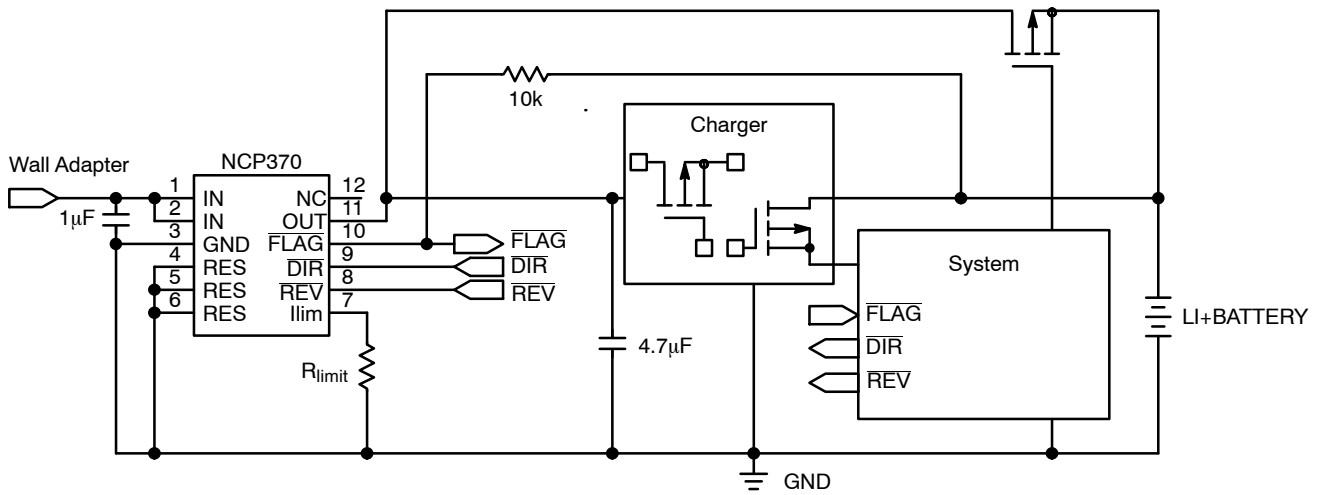 10k
Charger
Wall Adapter
NCP370
1 IN NC 12
2 IN OUT 11
3 GND FLAG 10
4 RES DIR 9
5 RES REV 8
6 RES Ilim 7
1μF
FLAG
DIR
REV
Rlimit
4.7μF
System
FLAG
DIR
REV
LI+BATTERY
GND